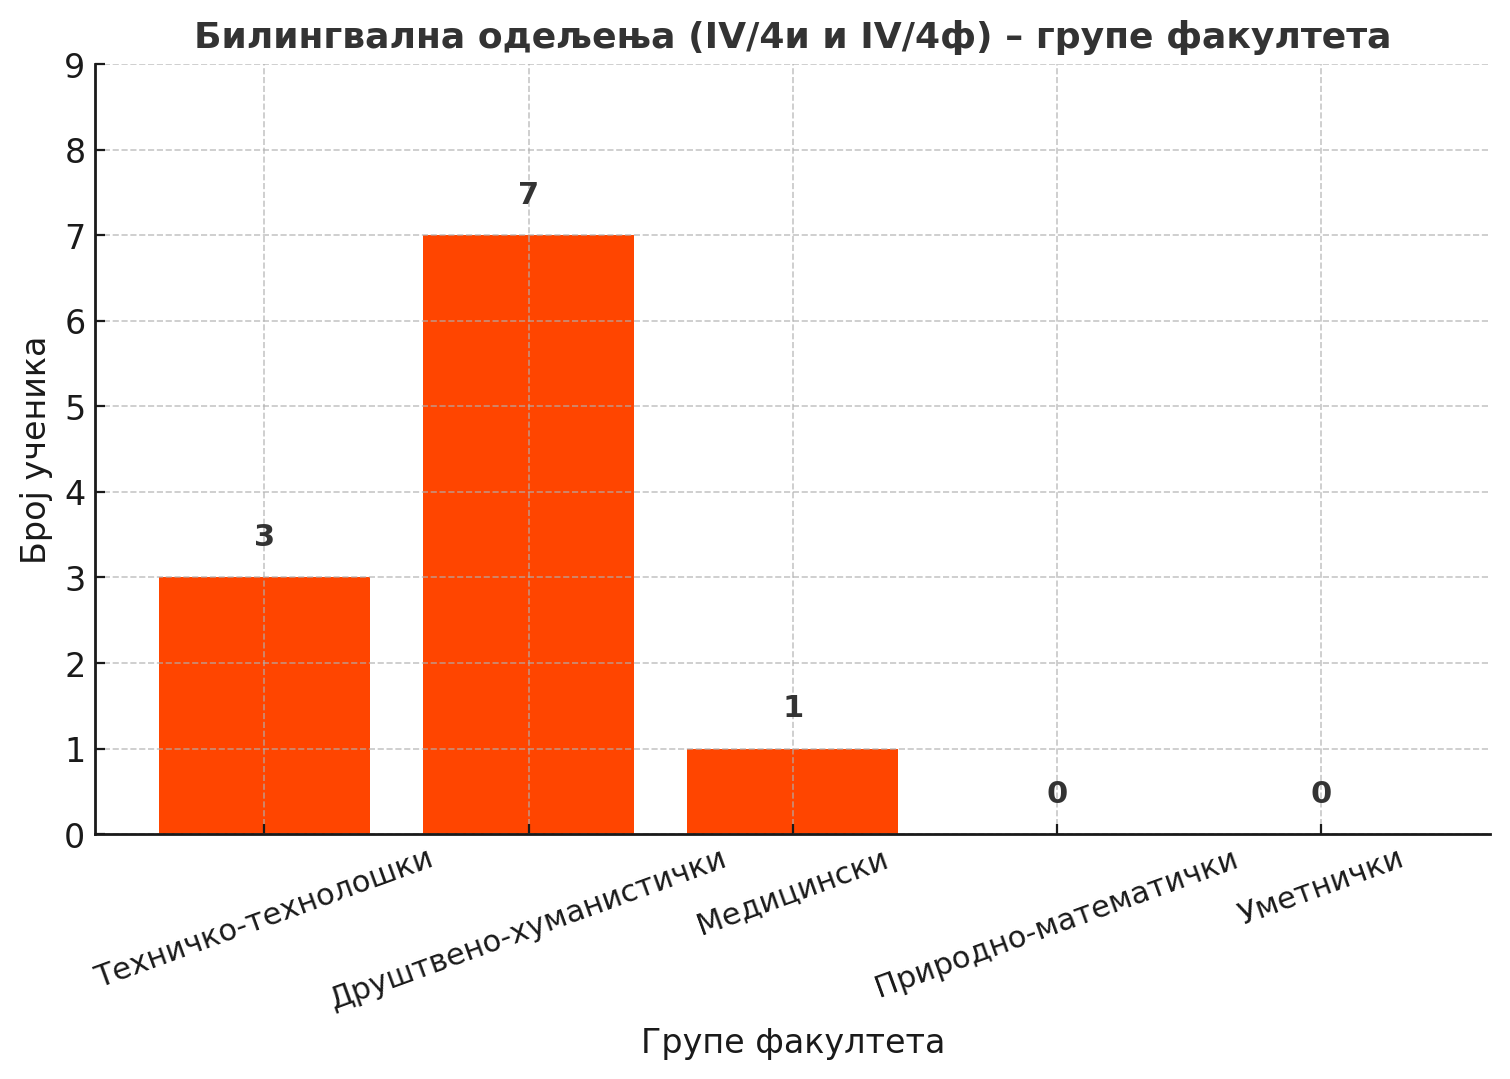 Билингвална одељења (IV/4и и IV/4ф) – групе факултета
Број ученика
9
8
7
6
5
4
3
2
1
0
3
7
1
0
0
Техничко-технолошки
Друштвено-хуманистички
Медицински
Природно-математички
Уметнички
Групе факултета